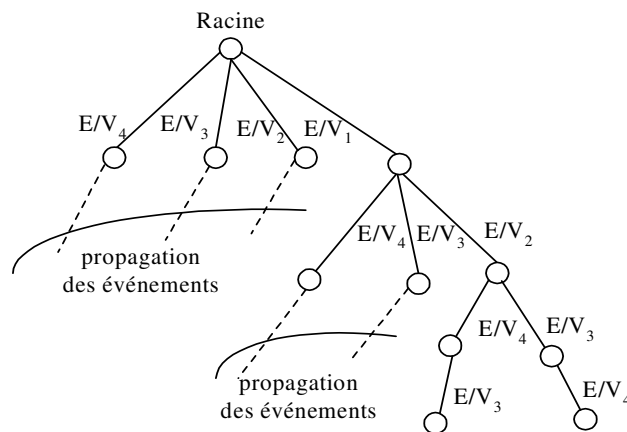 Racine
E/V₄ E/V₃ E/V₂ E/V₁
E/V₄ E/V₃ E/V₂
propagation
des événements
E/V₄ E/V₃
propagation
des événements
E/V₃ E/V₄